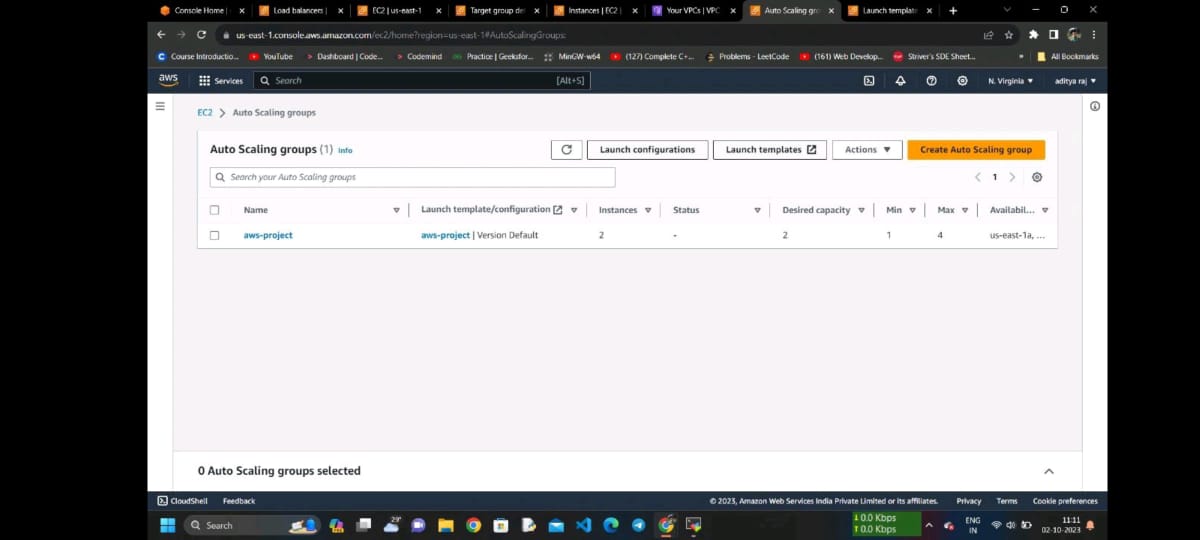 Console Home | Load balancers | EC2 | us-east-1 Target group de Instances | EC2 | Your VPCs | VPC Auto Scaling gro Launch template
us-east-1.console.aws.amazon.com/ec2/home?region=us-east-1#AutoScalingGroups:
Course Introductio... YouTube > Dashboard | Code... > Codemind Practice | Geeksfor... MinGW-w64 (127) Complete C+... Problems - LeetCode (161) Web Develop... Striver's SDE Sheet... » All Bookmarks
aws Services Search [Alt+S] N. Virginia aditya raj
EC2 > Auto Scaling groups
Auto Scaling groups (1) Info Launch configurations Launch templates Actions Create Auto Scaling group
Search your Auto Scaling groups 1
Name Launch template/configuration Instances Status Desired capacity Min Max Availabil...
aws-project aws-project | Version Default 2 - 2 1 4 us-east-1a, ...
0 Auto Scaling groups selected
CloudShell Feedback © 2023, Amazon Web Services India Private Limited or its affiliates. Privacy Terms Cookie preferences
Search 29° 0.0 Kbps ENG 11:11
0.0 Kbps IN 02-10-2023